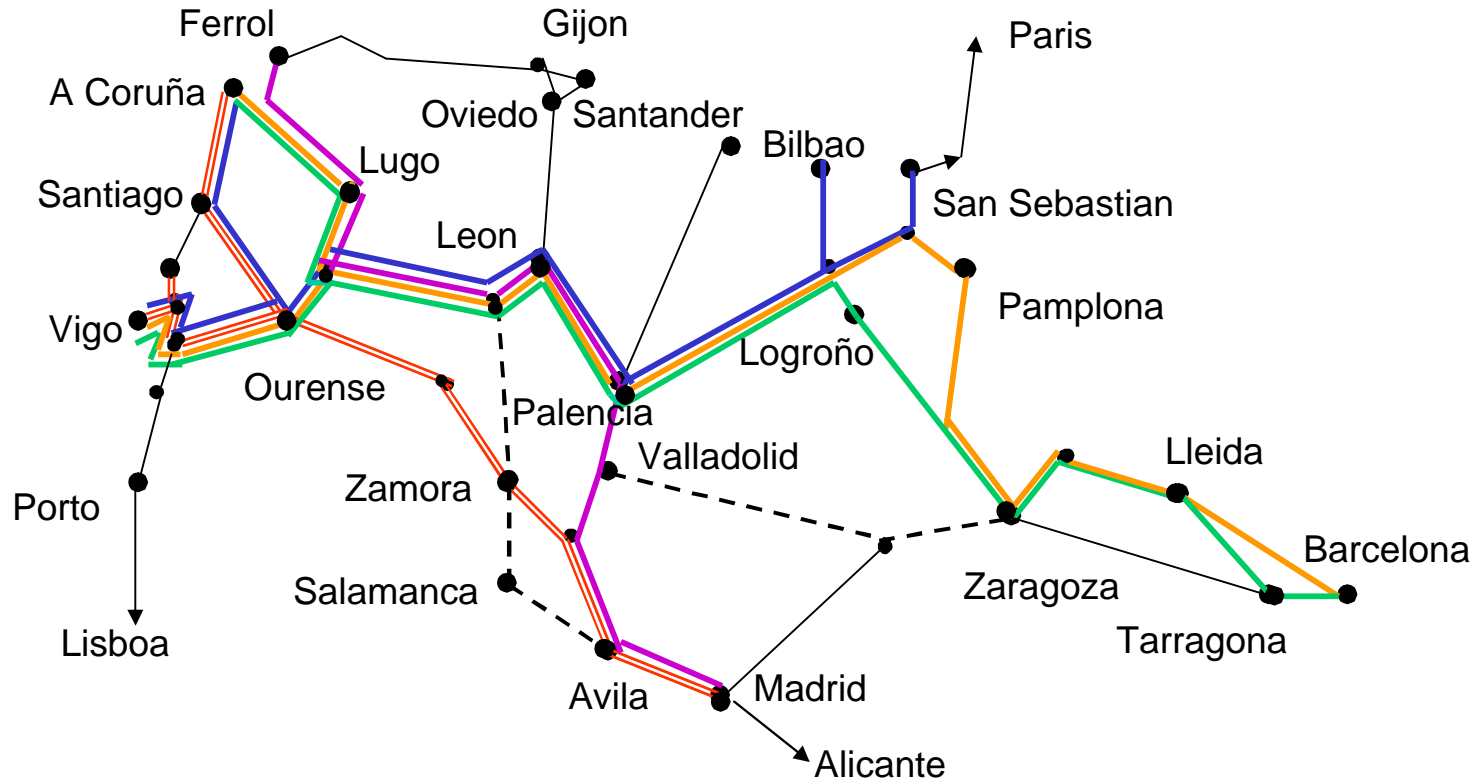 Ferrol
Gijon
Paris
A Coruña
Oviedo
Santander
Bilbao
Lugo
Santiago
San Sebastian
Leon
Pamplona
Vigo
Logroño
Ourense
Palencia
Valladolid
Lleida
Zamora
Porto
Barcelona
Salamanca
Zaragoza
Lisboa
Tarragona
Avila
Madrid
Alicante